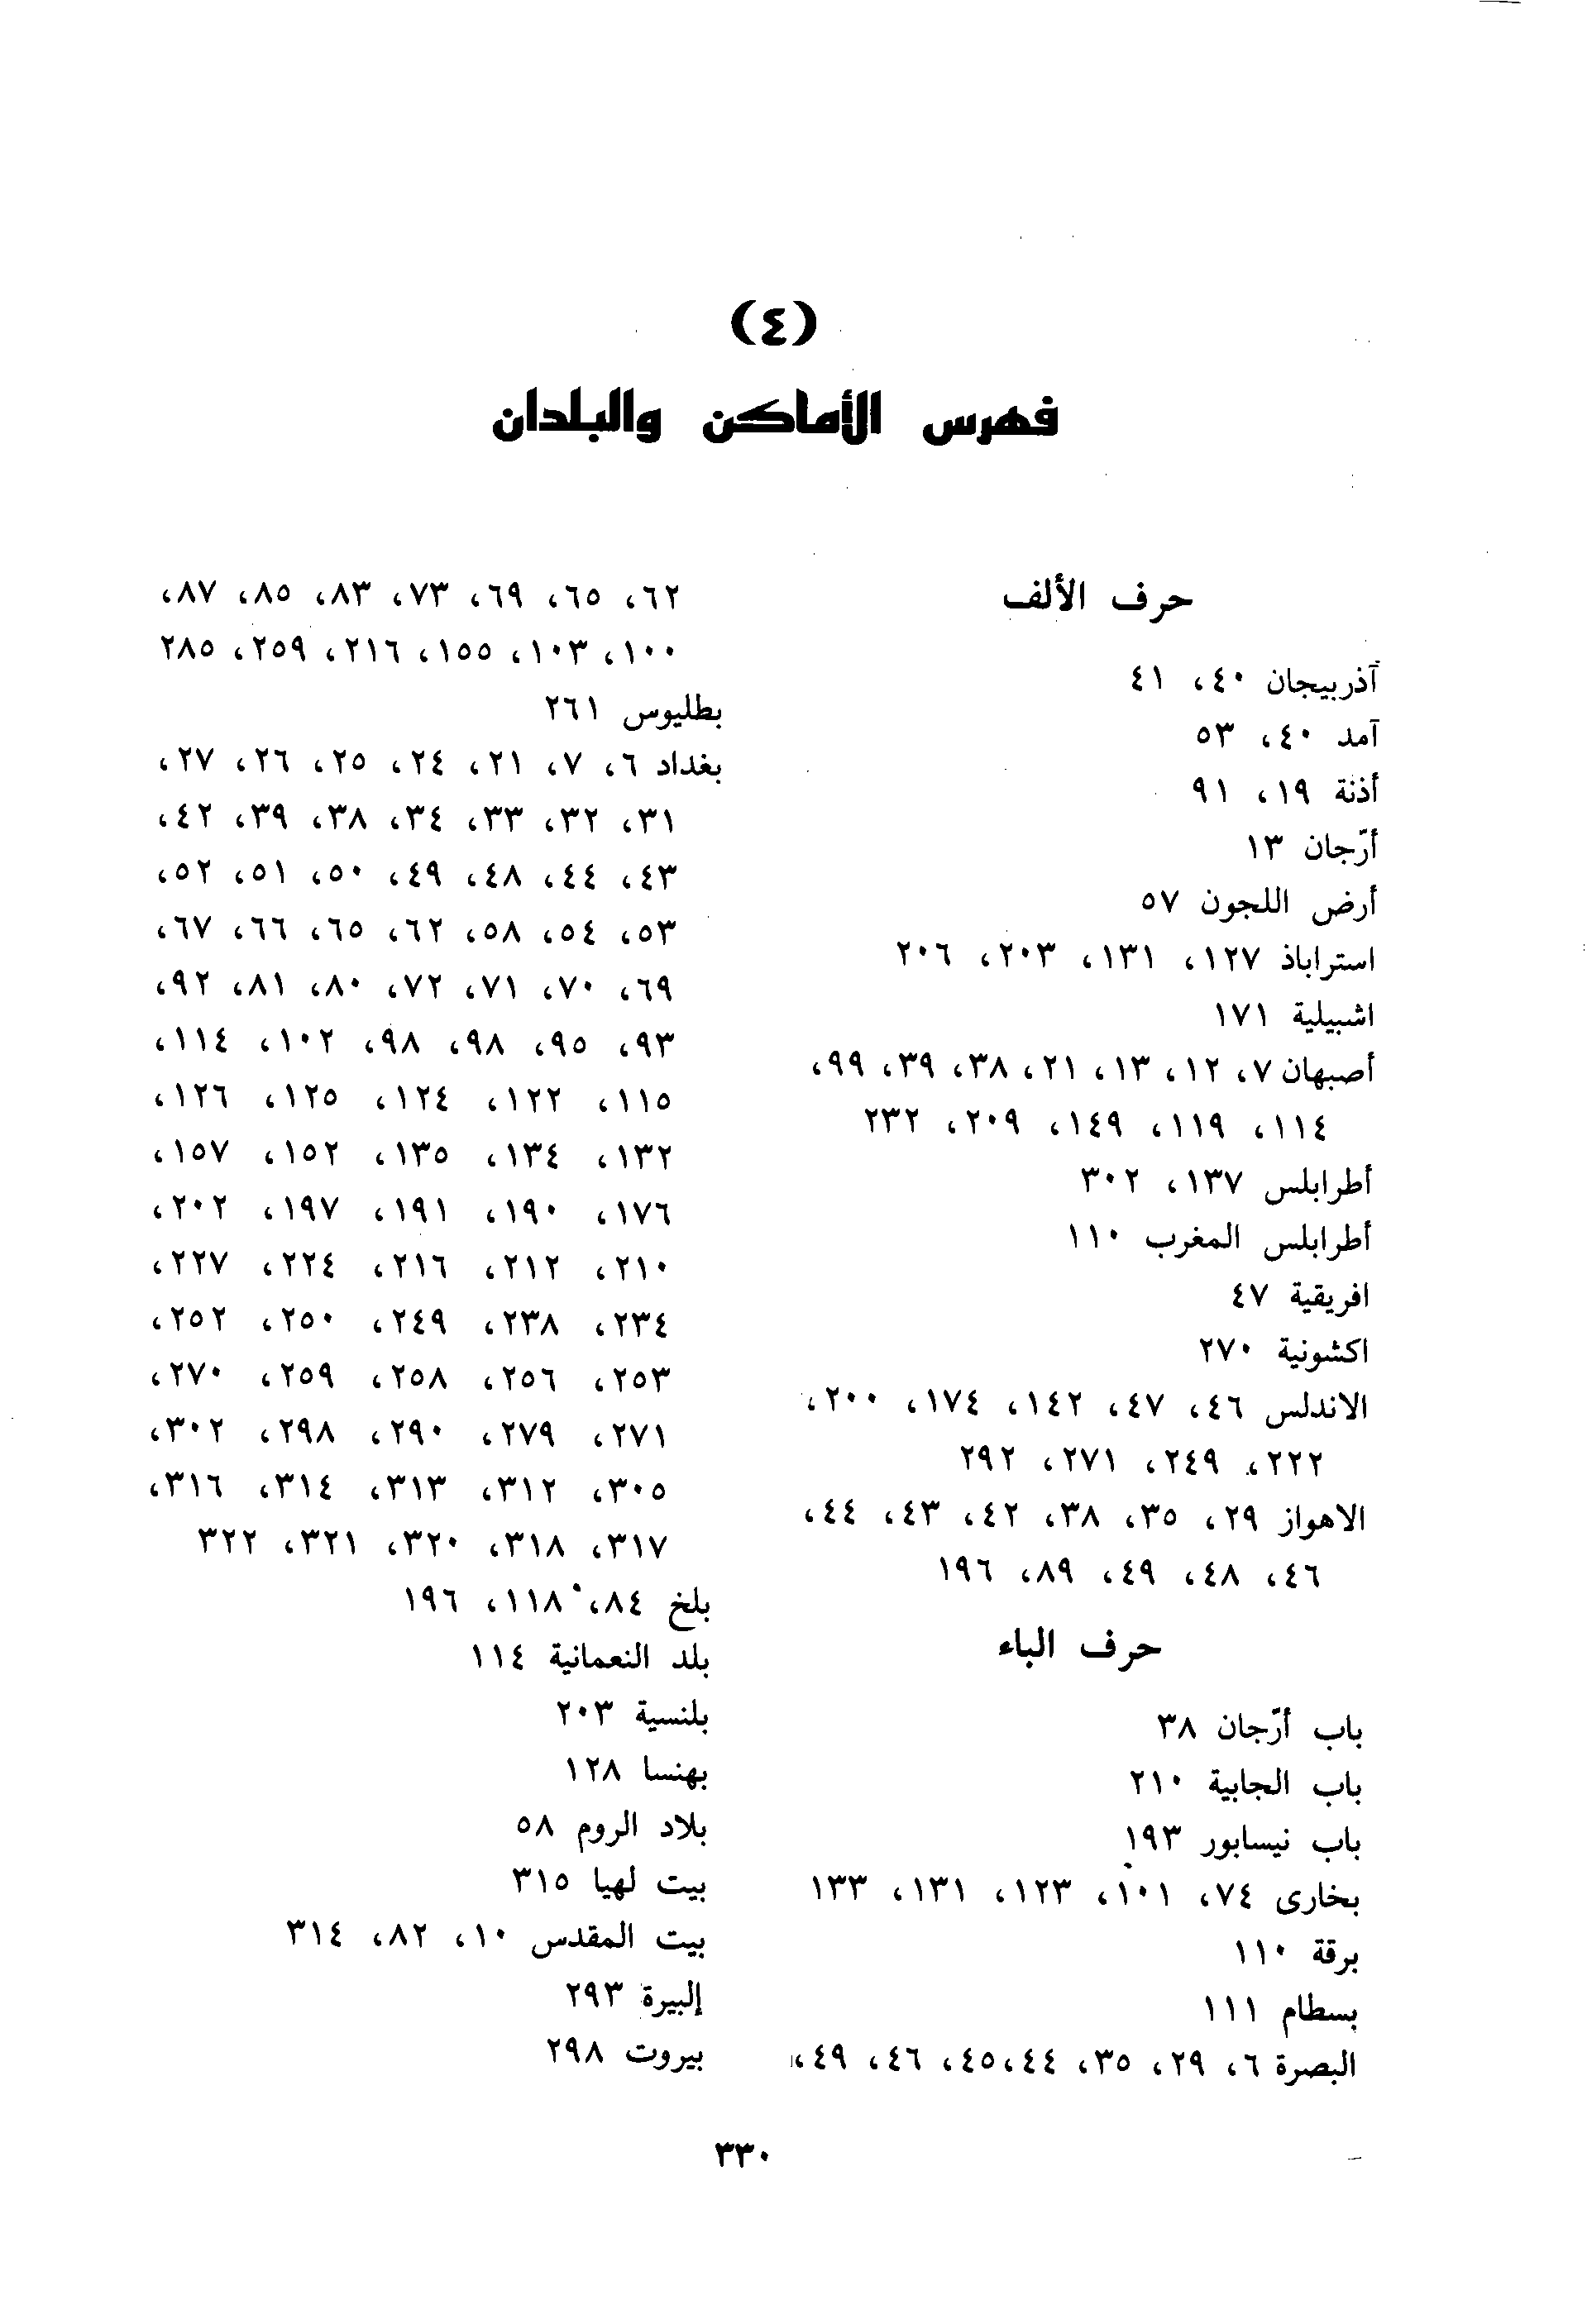 (٤)
فهرس الأماكن والبلدان
حرف الألف
آذربيجان ٤٠، ٤١
آمد ٤٠، ٥٣
أذنة ١٩، ٩١
أرّجان ١٣
أرض اللجون ٥٧
استراباذ ١٢٧، ١٣١، ٢٠٣، ٢٠٦
اشبيلية ١٧١
أصبهان ٧، ١٢، ١٣، ٢١، ٣٨، ٣٩، ٩٩،
١١٤، ١١٩، ١٤٩، ٢٠٩، ٢٣٢
أطرابلس ١٣٧، ٣٠٢
أطرابلس المغرب ١١٠
افريقية ٤٧
اكشونية ٢٧٠
الاندلس ٤٦، ٤٧، ١٤٢، ١٧٤، ٢٠٠،
٢٢٢، ٢٤٩، ٢٧١، ٢٩٢
الاهواز ٢٩، ٣٥، ٣٨، ٤٢، ٤٣، ٤٤،
٤٦، ٤٨، ٤٩، ٨٩، ١٩٦
حرف الباء
باب أرّجان ٣٨
باب الجابية ٢١٠
باب نيسابور ١٩٣
بخارى ٧٤، ١٠١، ١٢٣، ١٣١، ١٣٣
برقة ١١٠
بسطام ١١١
البصرة ٦، ٢٩، ٣٥، ٤٤،٤٥، ٤٦، ٤٩،
٦٢، ٦٥، ٦٩، ٧٣، ٨٣، ٨٥، ٨٧،
١٠٠، ١٠٣، ١٥٥، ٢١٦، ٢٥٩، ٢٨٥
بطليوس ٢٦١
بغداد ٦، ٧، ٢١، ٢٤، ٢٥، ٢٦، ٢٧،
٣١، ٣٢، ٣٣، ٣٤، ٣٨، ٣٩، ٤٢،
٤٣، ٤٤، ٤٨، ٤٩، ٥٠، ٥١، ٥٢،
٥٣، ٥٤، ٥٨، ٦٢، ٦٥، ٦٦، ٦٧،
٦٩، ٧٠، ٧١، ٧٢، ٨٠، ٨١، ٩٢،
٩٣، ٩٥، ٩٨، ٩٨، ١٠٢، ١١٤،
١١٥، ١٢٢، ١٢٤، ١٢٥، ١٢٦،
١٣٢، ١٣٤، ١٣٥، ١٥٢، ١٥٧،
١٧٦، ١٩٠، ١٩١، ١٩٧، ٢٠٢،
٢١٠، ٢١٢، ٢١٦، ٢٢٤، ٢٢٧،
٢٣٤، ٢٣٨، ٢٤٩، ٢٥٠، ٢٥٢،
٢٥٣، ٢٥٦، ٢٥٨، ٢٥٩، ٢٧٠،
٢٧١، ٢٧٩، ٢٩٠، ٢٩٨، ٣٠٢،
٣٠٥، ٣١٢، ٣١٣، ٣١٤، ٣١٦،
٣١٧، ٣١٨، ٣٢٠، ٣٢١، ٣٢٢
بلخ ٨٤، ١١٨، ١٩٦
بلد النعمانية ١١٤
بلنسية ٢٠٣
بهنسا ١٢٨
بلاد الروم ٥٨
بيت لهيا ٣١٥
بيت المقدس ١٠، ٨٢، ٣١٤
إلبيرة ٢٩٣
بيروت ٢٩٨
٣٣٠